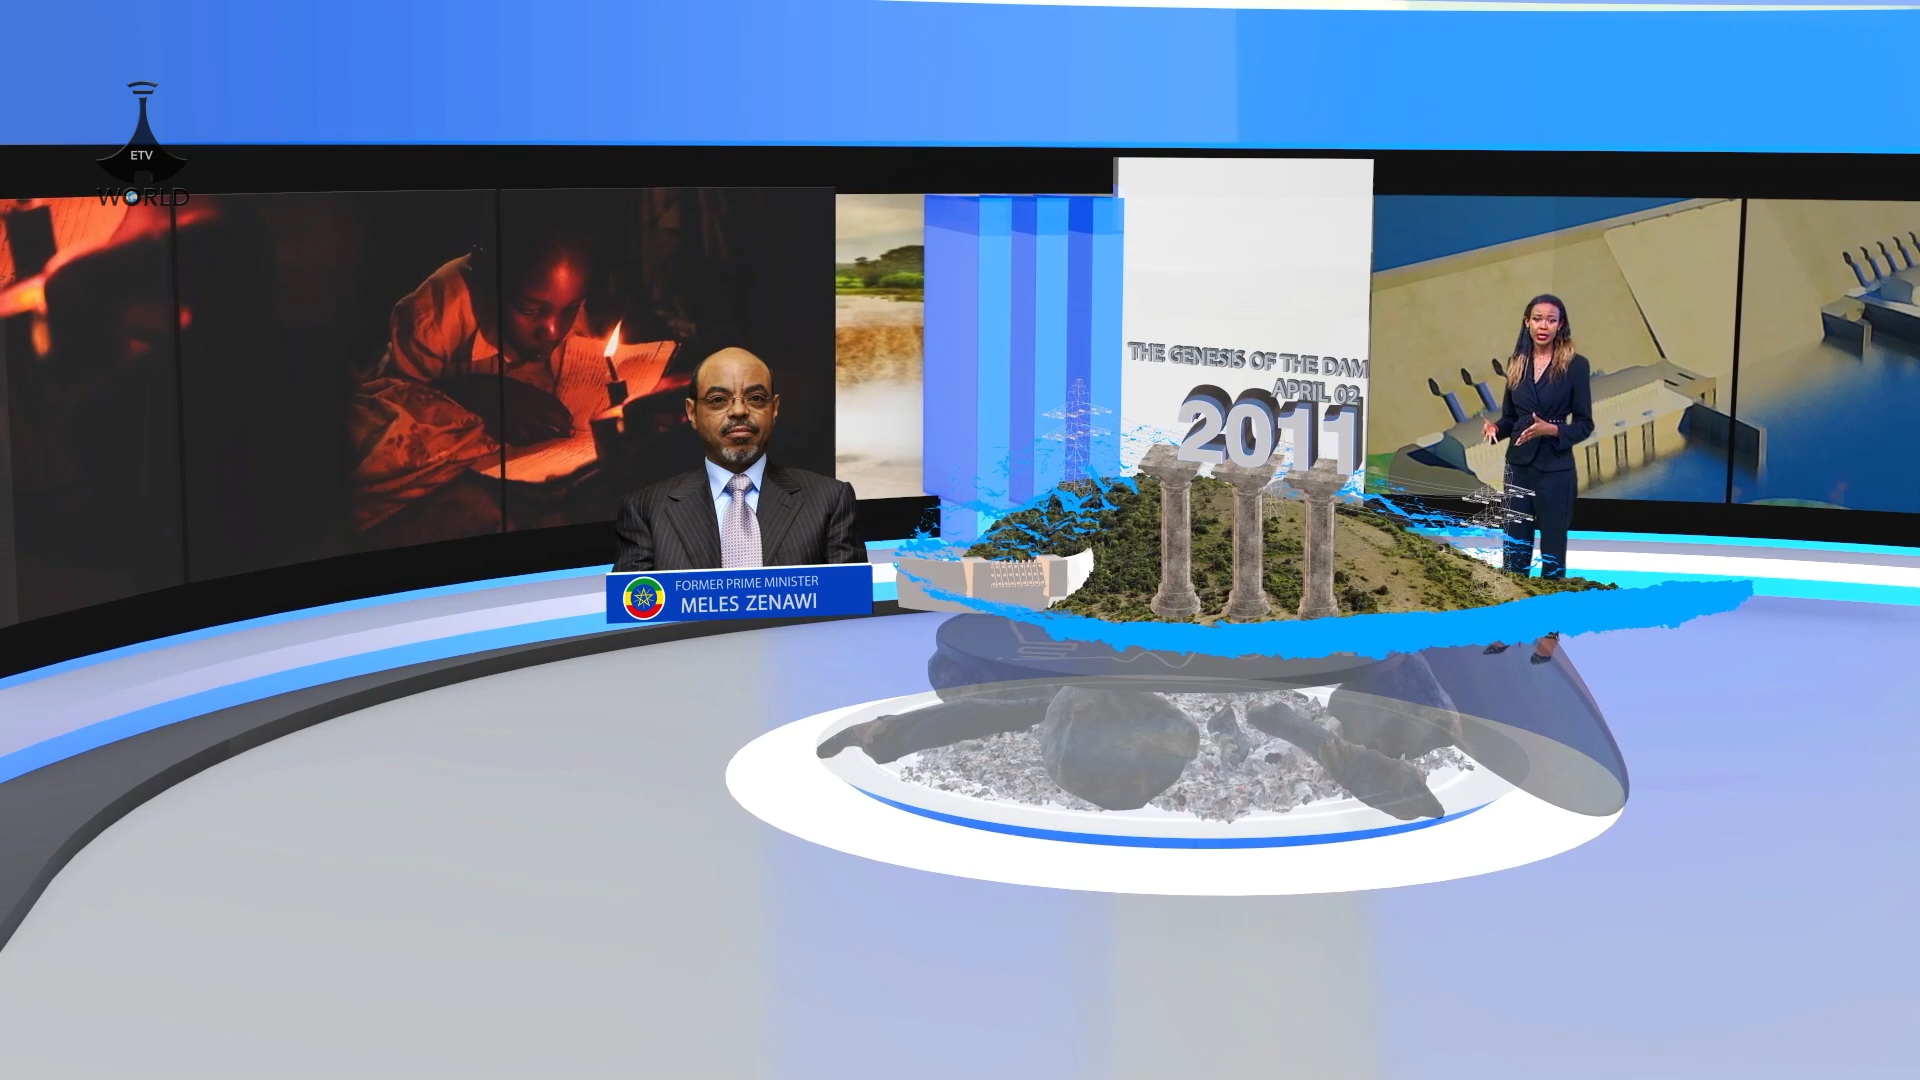 ETV
WORLD
THE GENESIS OF THE DAM
APRIL 02
2011
FORMER PRIME MINISTER
MELES ZENAWI